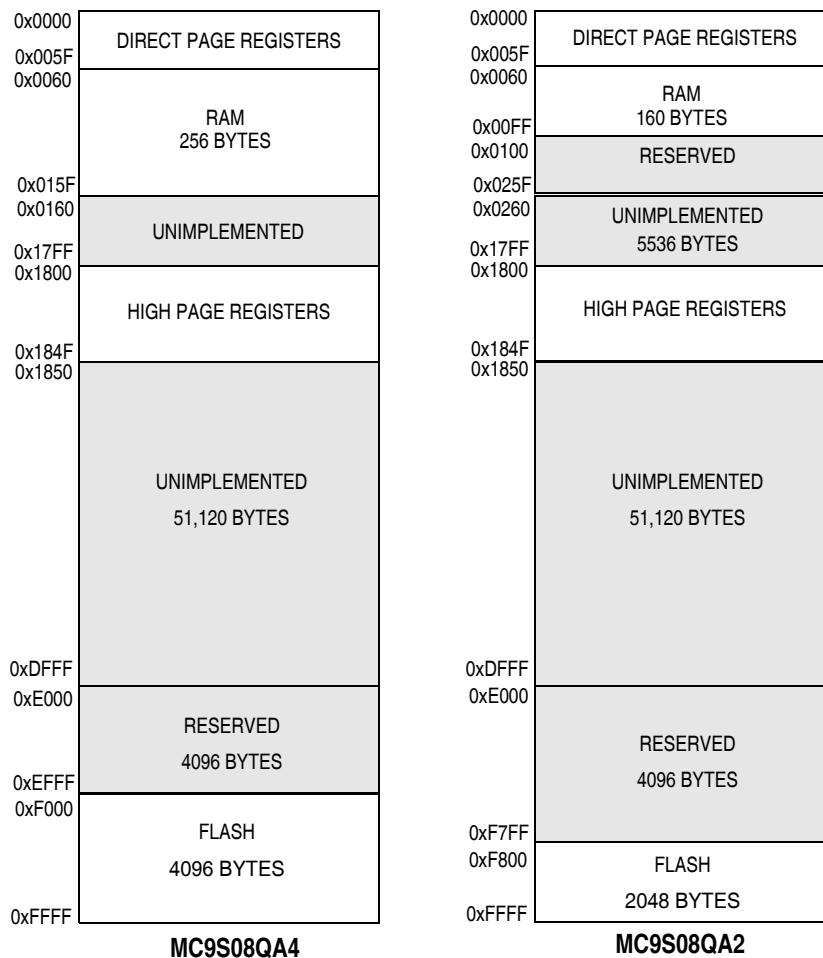 0x0000
DIRECT PAGE REGISTERS
0x005F
0x0060
RAM
256 BYTES
0x015F
0x0160
UNIMPLEMENTED
0x17FF
0x1800
HIGH PAGE REGISTERS
0x184F
0x1850
UNIMPLEMENTED
51,120 BYTES
0xDFFF
0xE000
RESERVED
4096 BYTES
0xEFFF
0xF000
FLASH
4096 BYTES
0xFFFF
MC9S08QA4
0x0000
DIRECT PAGE REGISTERS
0x005F
0x0060
RAM
160 BYTES
0x00FF
0x0100
RESERVED
0x025F
0x0260
UNIMPLEMENTED
5536 BYTES
0x17FF
0x1800
HIGH PAGE REGISTERS
0x184F
0x1850
UNIMPLEMENTED
51,120 BYTES
0xDFFF
0xE000
RESERVED
4096 BYTES
0xF7FF
0xF800
FLASH
2048 BYTES
0xFFFF
MC9S08QA2